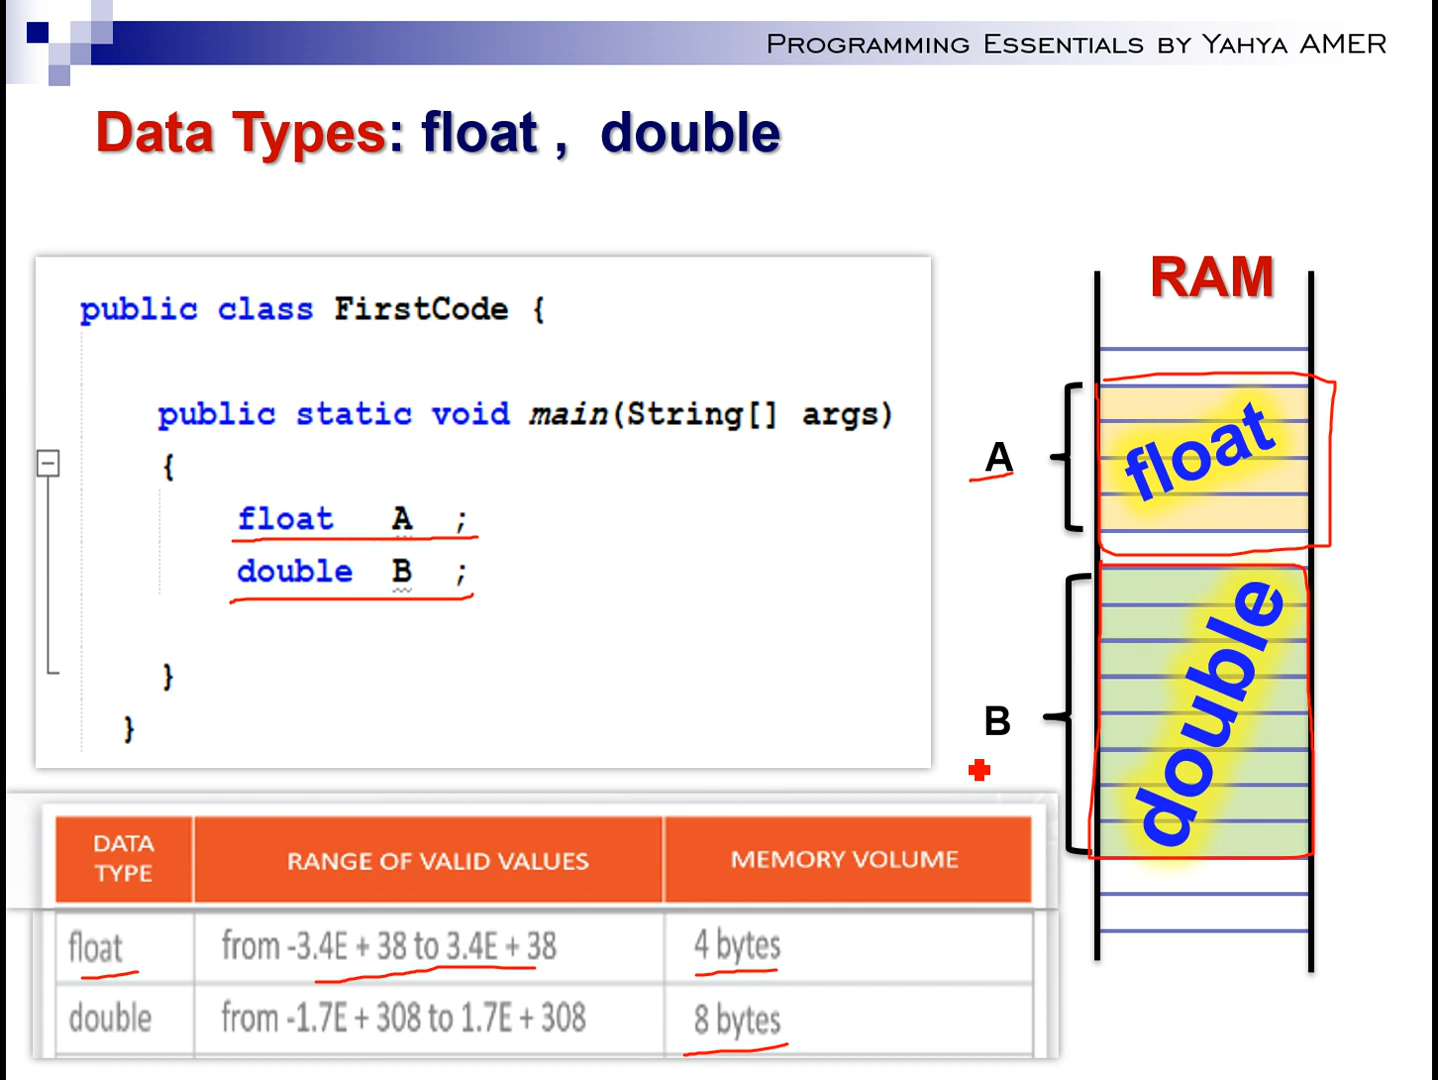 PROGRAMMING ESSENTIALS BY YAHYA AMER
Data Types: float , double
public class FirstCode {
public static void main(String[] args)
{
float A ;
double B ;
}
}
RAM
A
float
B
double
DATA TYPE RANGE OF VALID VALUES MEMORY VOLUME
float from -3.4E + 38 to 3.4E + 38 4 bytes
double from -1.7E + 308 to 1.7E + 308 8 bytes